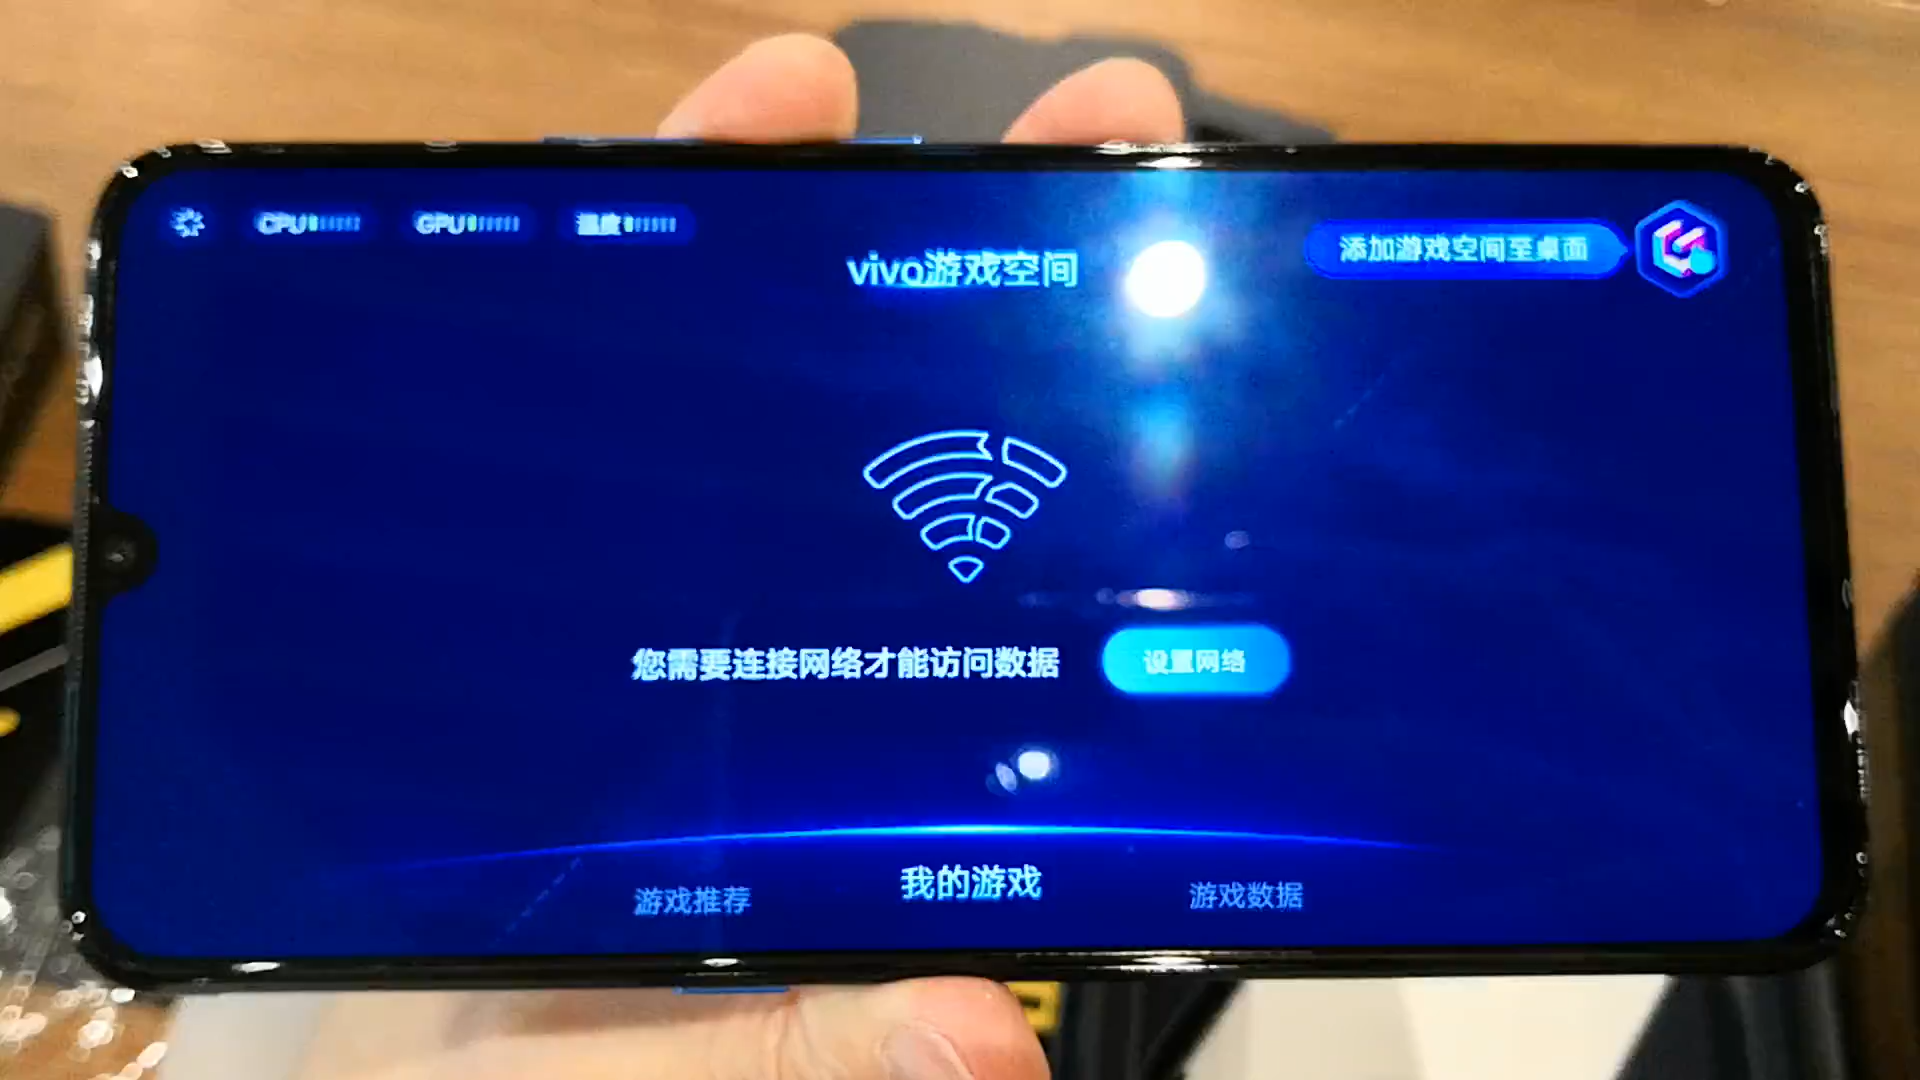 CPU
GPU
温度
vivo游戏空间
添加游戏空间至桌面
您需要连接网络才能访问数据
设置网络
游戏推荐
我的游戏
游戏数据